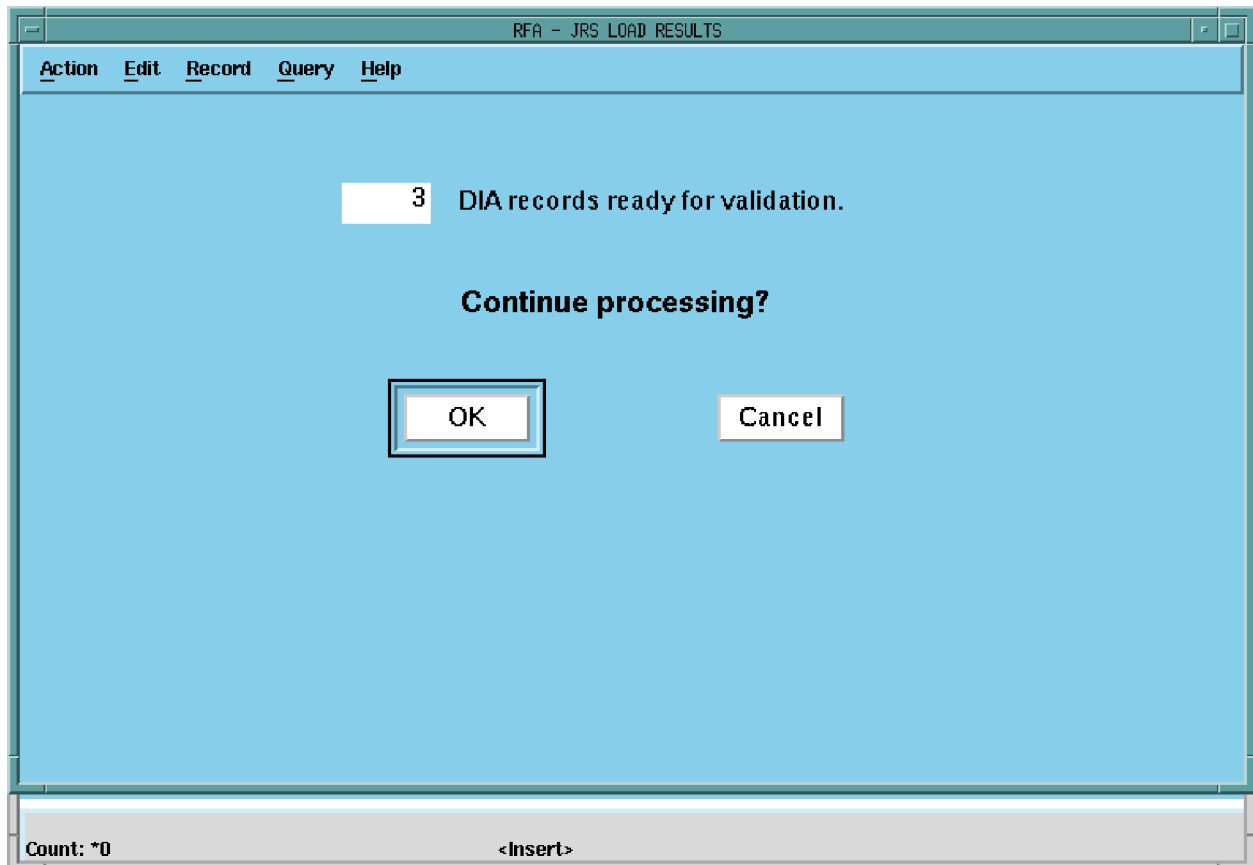 RFA - JRS LOAD RESULTS
Action Edit Record Query Help
3 DIA records ready for validation.
Continue processing?
OK Cancel
Count: *0 <Insert>